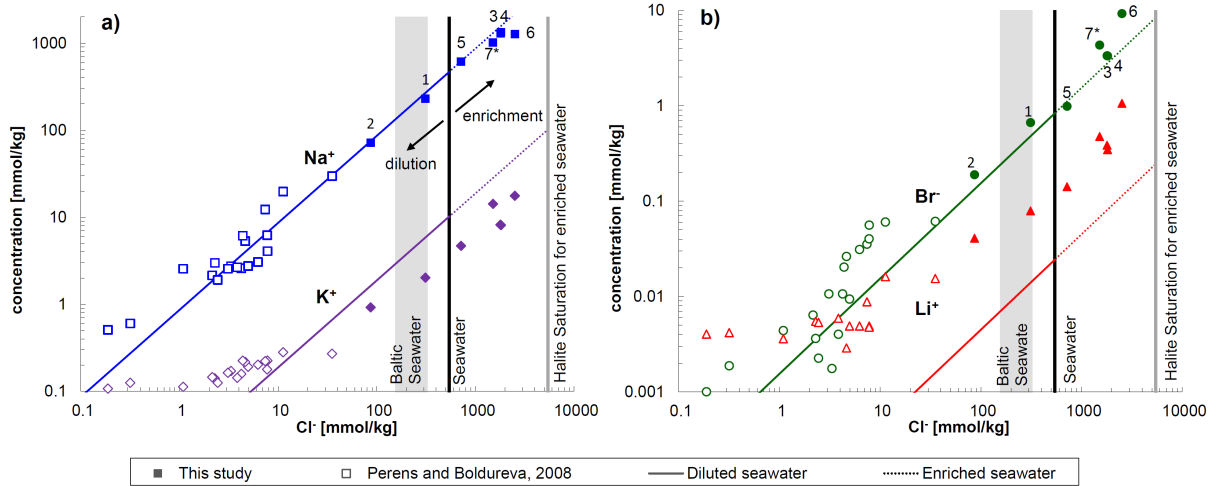 a)
concentration [mmol/kg]
1000
100
10
1
0.1
0.1
1
10
100
1000
10000
Cl⁻ [mmol/kg]
Na⁺
K⁺
2
1
5
3 4
7*
6
enrichment
dilution
Baltic
Seawater
Seawater
Halite Saturation for enriched seawater
b)
concentration [mmol/kg]
10
1
0.1
0.01
0.001
0.1
1
10
100
1000
10000
Cl⁻ [mmol/kg]
Br⁻
Li⁺
2
1
5
7*
3
4
6
Baltic
Seawate
Seawater
Halite Saturation for enriched seawater
This study
Perens and Boldureva, 2008
Diluted seawater
Enriched seawater